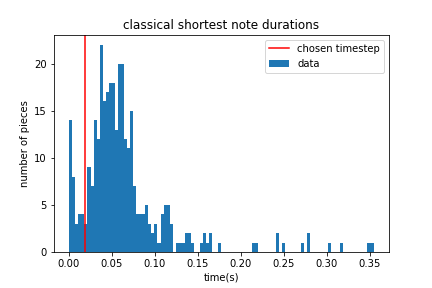 classical shortest note durations
chosen timestep
data
number of pieces
20
15
10
5
0
0.00 0.05 0.10 0.15 0.20 0.25 0.30 0.35
time(s)